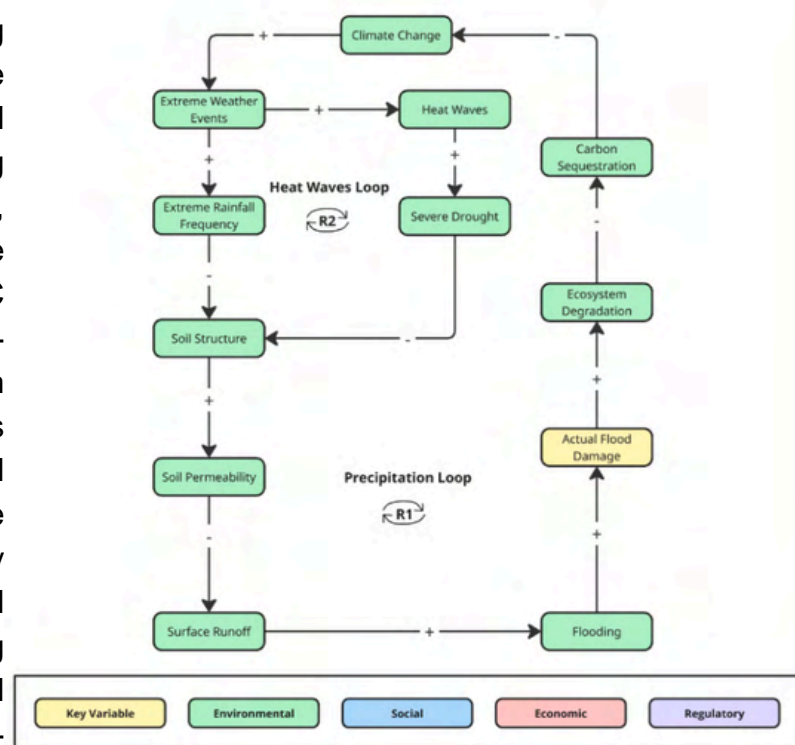 Climate Change
+
-
Extreme Weather
Events
+
Heat Waves
+
+
Carbon
Sequestration
Heat Waves Loop
R2
Extreme Rainfall
Frequency
Severe Drought
-
-
Ecosystem
Degradation
Soil Structure
-
+
+
Actual Flood
Damage
Soil Permeability
Precipitation Loop
R1
-
+
Surface Runoff
+
Flooding
Key Variable
Environmental
Social
Economic
Regulatory